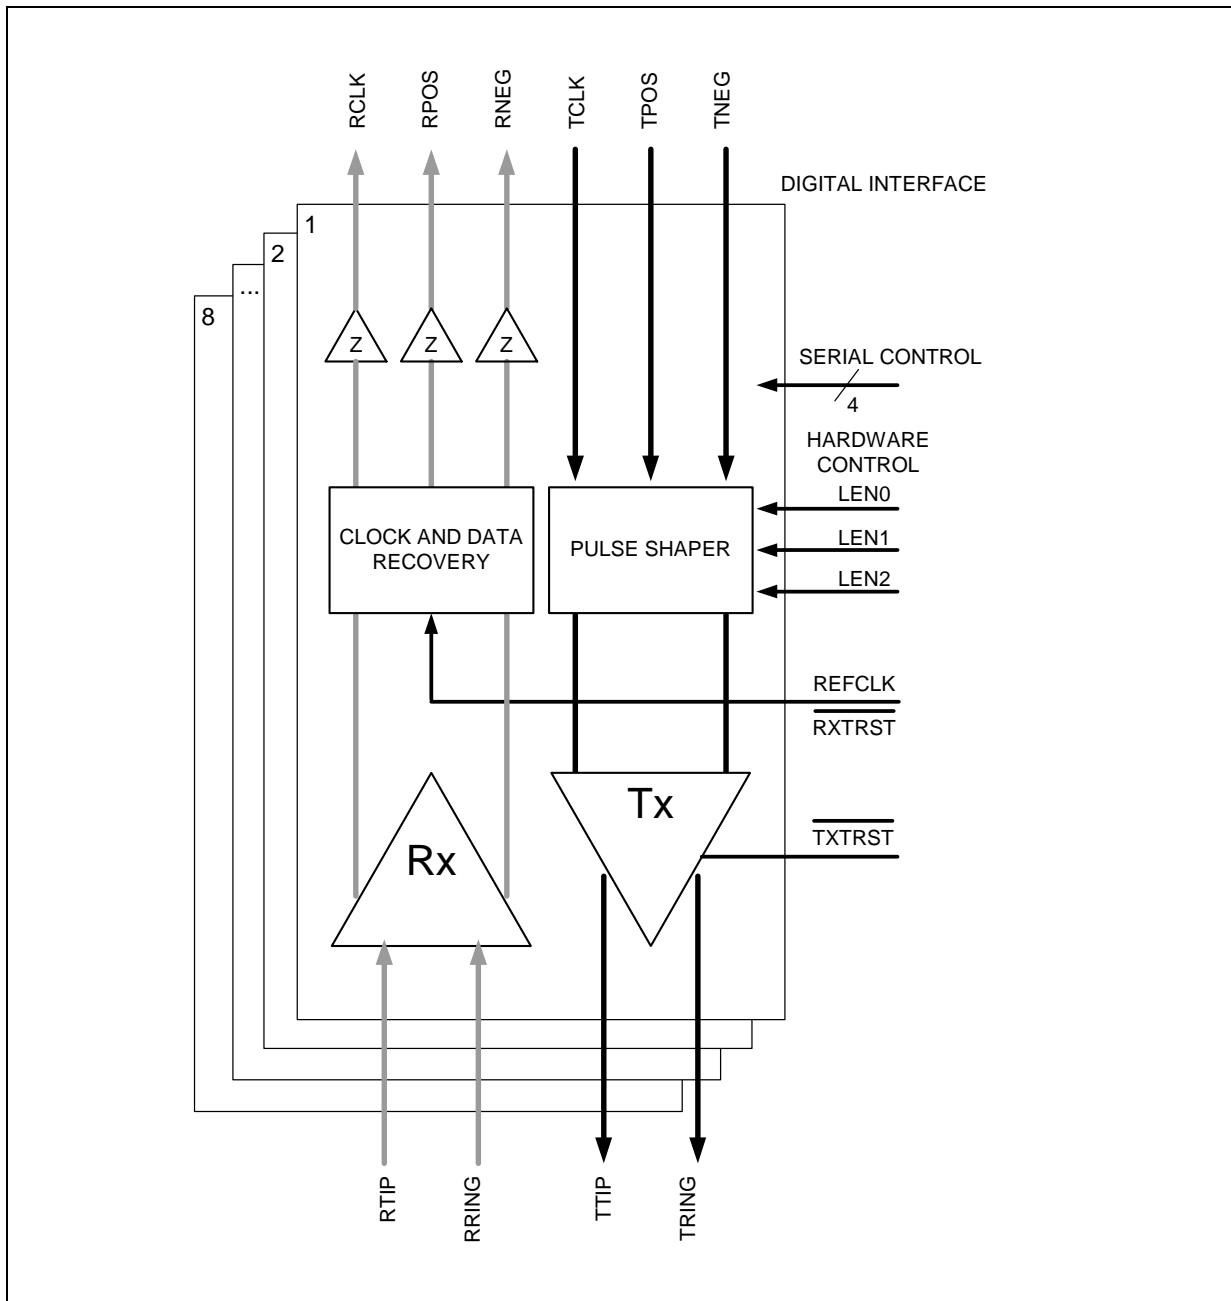 RCLK
RPOS
RNEG
TCLK
TPOS
TNEG
DIGITAL INTERFACE
1
2
...
8
Z
Z
Z
SERIAL CONTROL
4
HARDWARE
CONTROL
LEN0
LEN1
LEN2
CLOCK AND DATA
RECOVERY
PULSE SHAPER
REFCLK
RXTRST
Tx
TXTRST
Rx
RTIP
RRING
TTIP
TRING